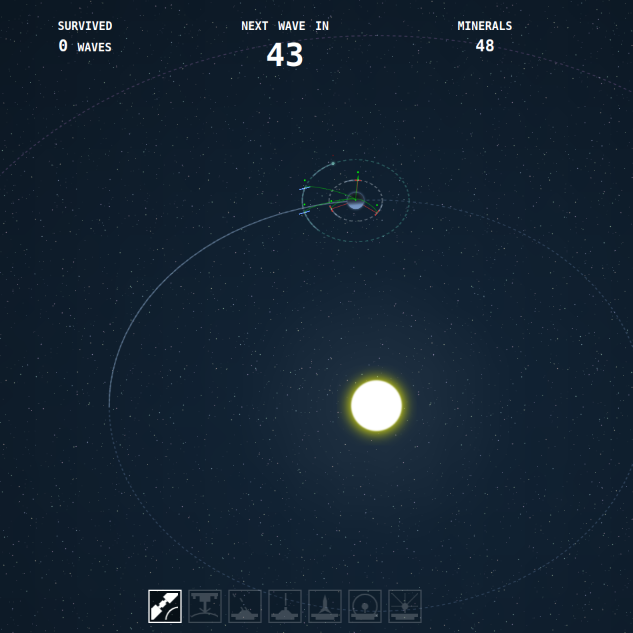 SURVIVED
0 WAVES
NEXT WAVE IN
43
MINERALS
48